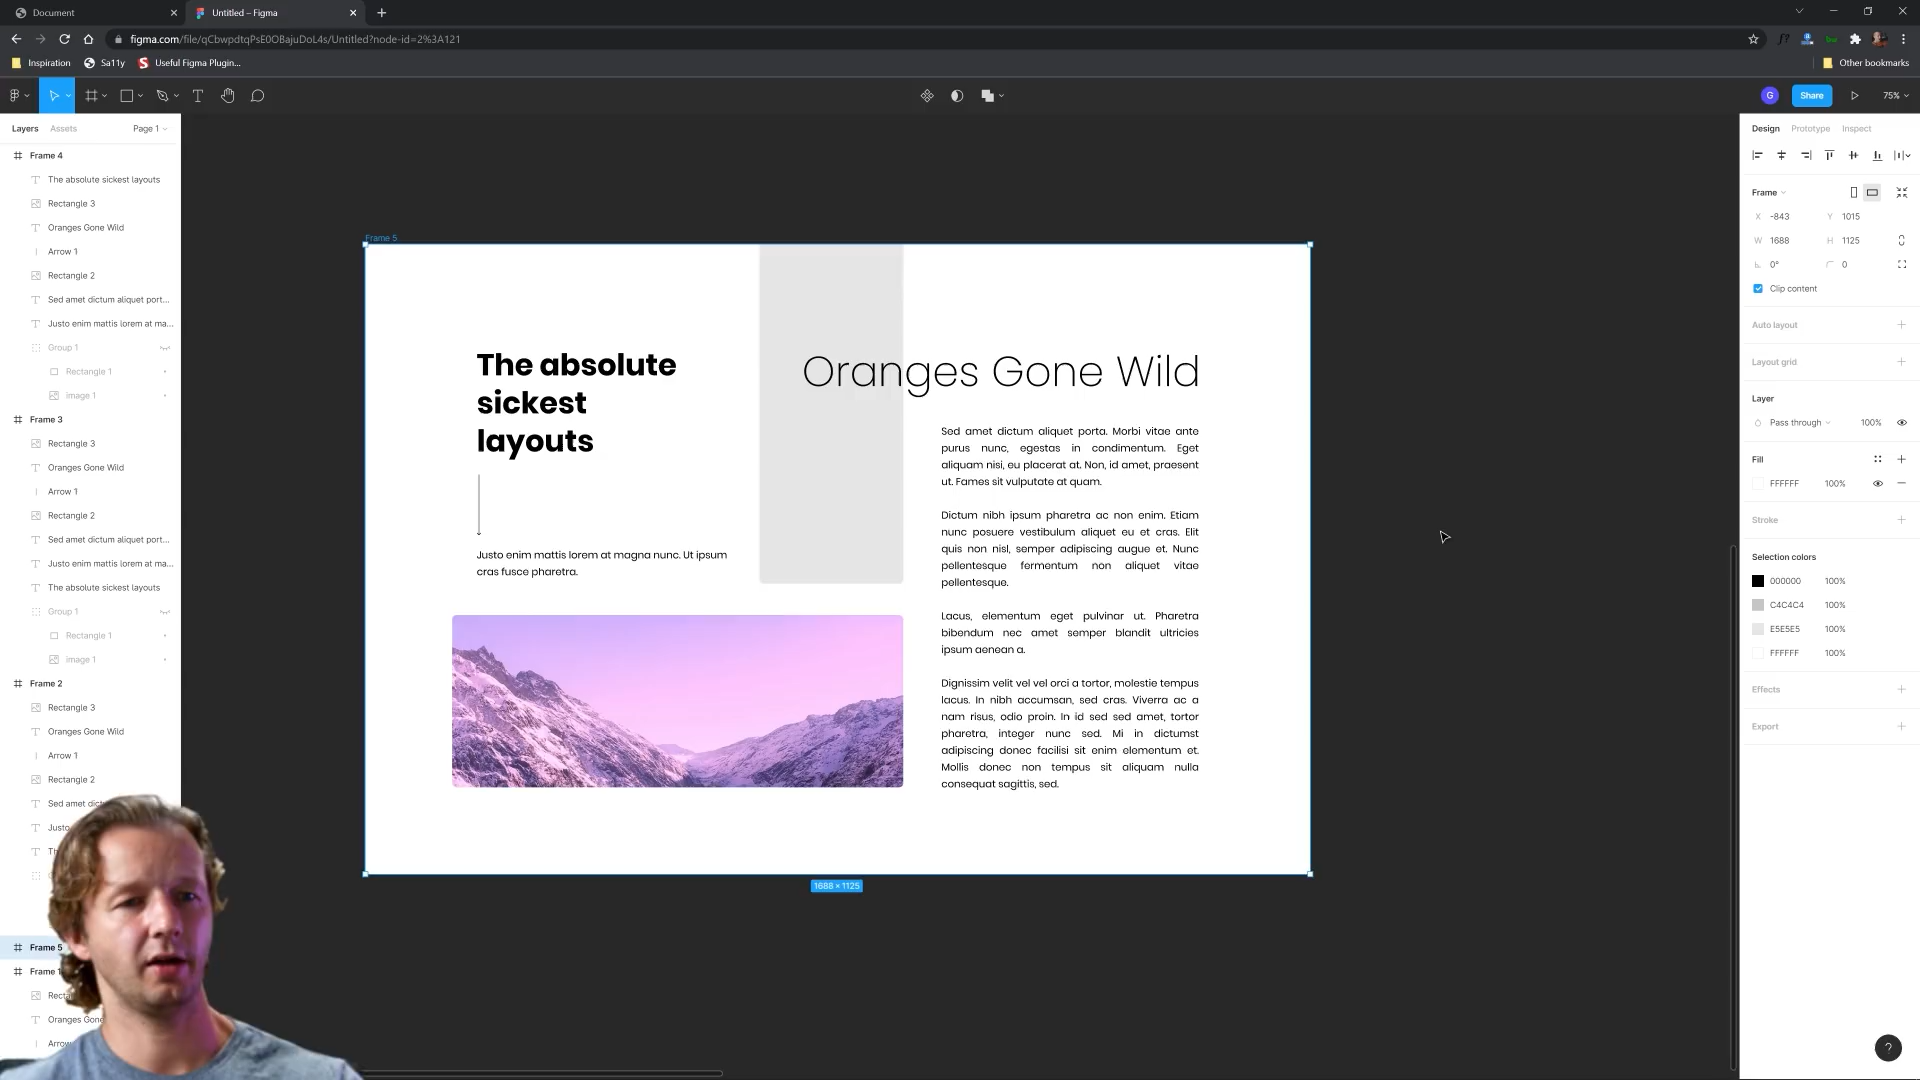 Document
Untitled – Figma
figma.com/file/qCbwpdtqPsE0OBajuDoL4s/Untitled?node-id=2%3A121
Inspiration
Sa11y
Useful Figma Plugin...
Other bookmarks
G
Share
75%
Layers
Assets
Page 1
Frame 4
The absolute sickest layouts
Rectangle 3
Oranges Gone Wild
Arrow 1
Rectangle 2
Sed amet dictum aliquet port...
Justo enim mattis lorem at ma...
Group 1
Rectangle 1
image 1
Frame 3
Rectangle 3
Oranges Gone Wild
Arrow 1
Rectangle 2
Sed amet dictum aliquet port...
Justo enim mattis lorem at ma...
The absolute sickest layouts
Group 1
Rectangle 1
image 1
Frame 2
Rectangle 3
Oranges Gone Wild
Arrow 1
Rectangle 2
Sed amet
Frame 5
Frame
Oranges Gone
Arrow
Frame 5
The absolute
sickest
layouts
Justo enim mattis lorem at magna nunc. Ut ipsum
cras fusce pharetra.
Oranges Gone Wild
Sed amet dictum aliquet porta. Morbi vitae ante
purus nunc, egestas in condimentum. Eget
aliquam nisi, eu placerat at. Non, id amet, praesent
ut. Fames sit vulputate at quam.
Dictum nibh ipsum pharetra ac non enim. Etiam
nunc posuere vestibulum aliquet eu et cras. Elit
quis non nisl, semper adipiscing augue et. Nunc
pellentesque fermentum non aliquet vitae
pellentesque.
Lacus, elementum eget pulvinar ut. Pharetra
bibendum nec amet semper blandit ultricies
ipsum aenean a.
Dignissim velit vel vel orci a tortor, molestie tempus
lacus. In nibh accumsan, sed cras. Viverra ac a
nam risus, odio proin. In id sed sed amet, tortor
pharetra, integer nunc sed. Mi in dictumst
adipiscing donec facilisi sit enim elementum et.
Mollis donec non tempus sit aliquam nulla
consequat sagittis, sed.
1688 × 1125
Design
Prototype
Inspect
Frame
X -843 Y 1015
W 1688 H 1125
0° 0
Clip content
Auto layout
Layout grid
Layer
Pass through 100%
Fill
FFFFFF 100%
Stroke
Selection colors
000000 100%
C4C4C4 100%
E5E5E5 100%
FFFFFF 100%
Effects
Export
?